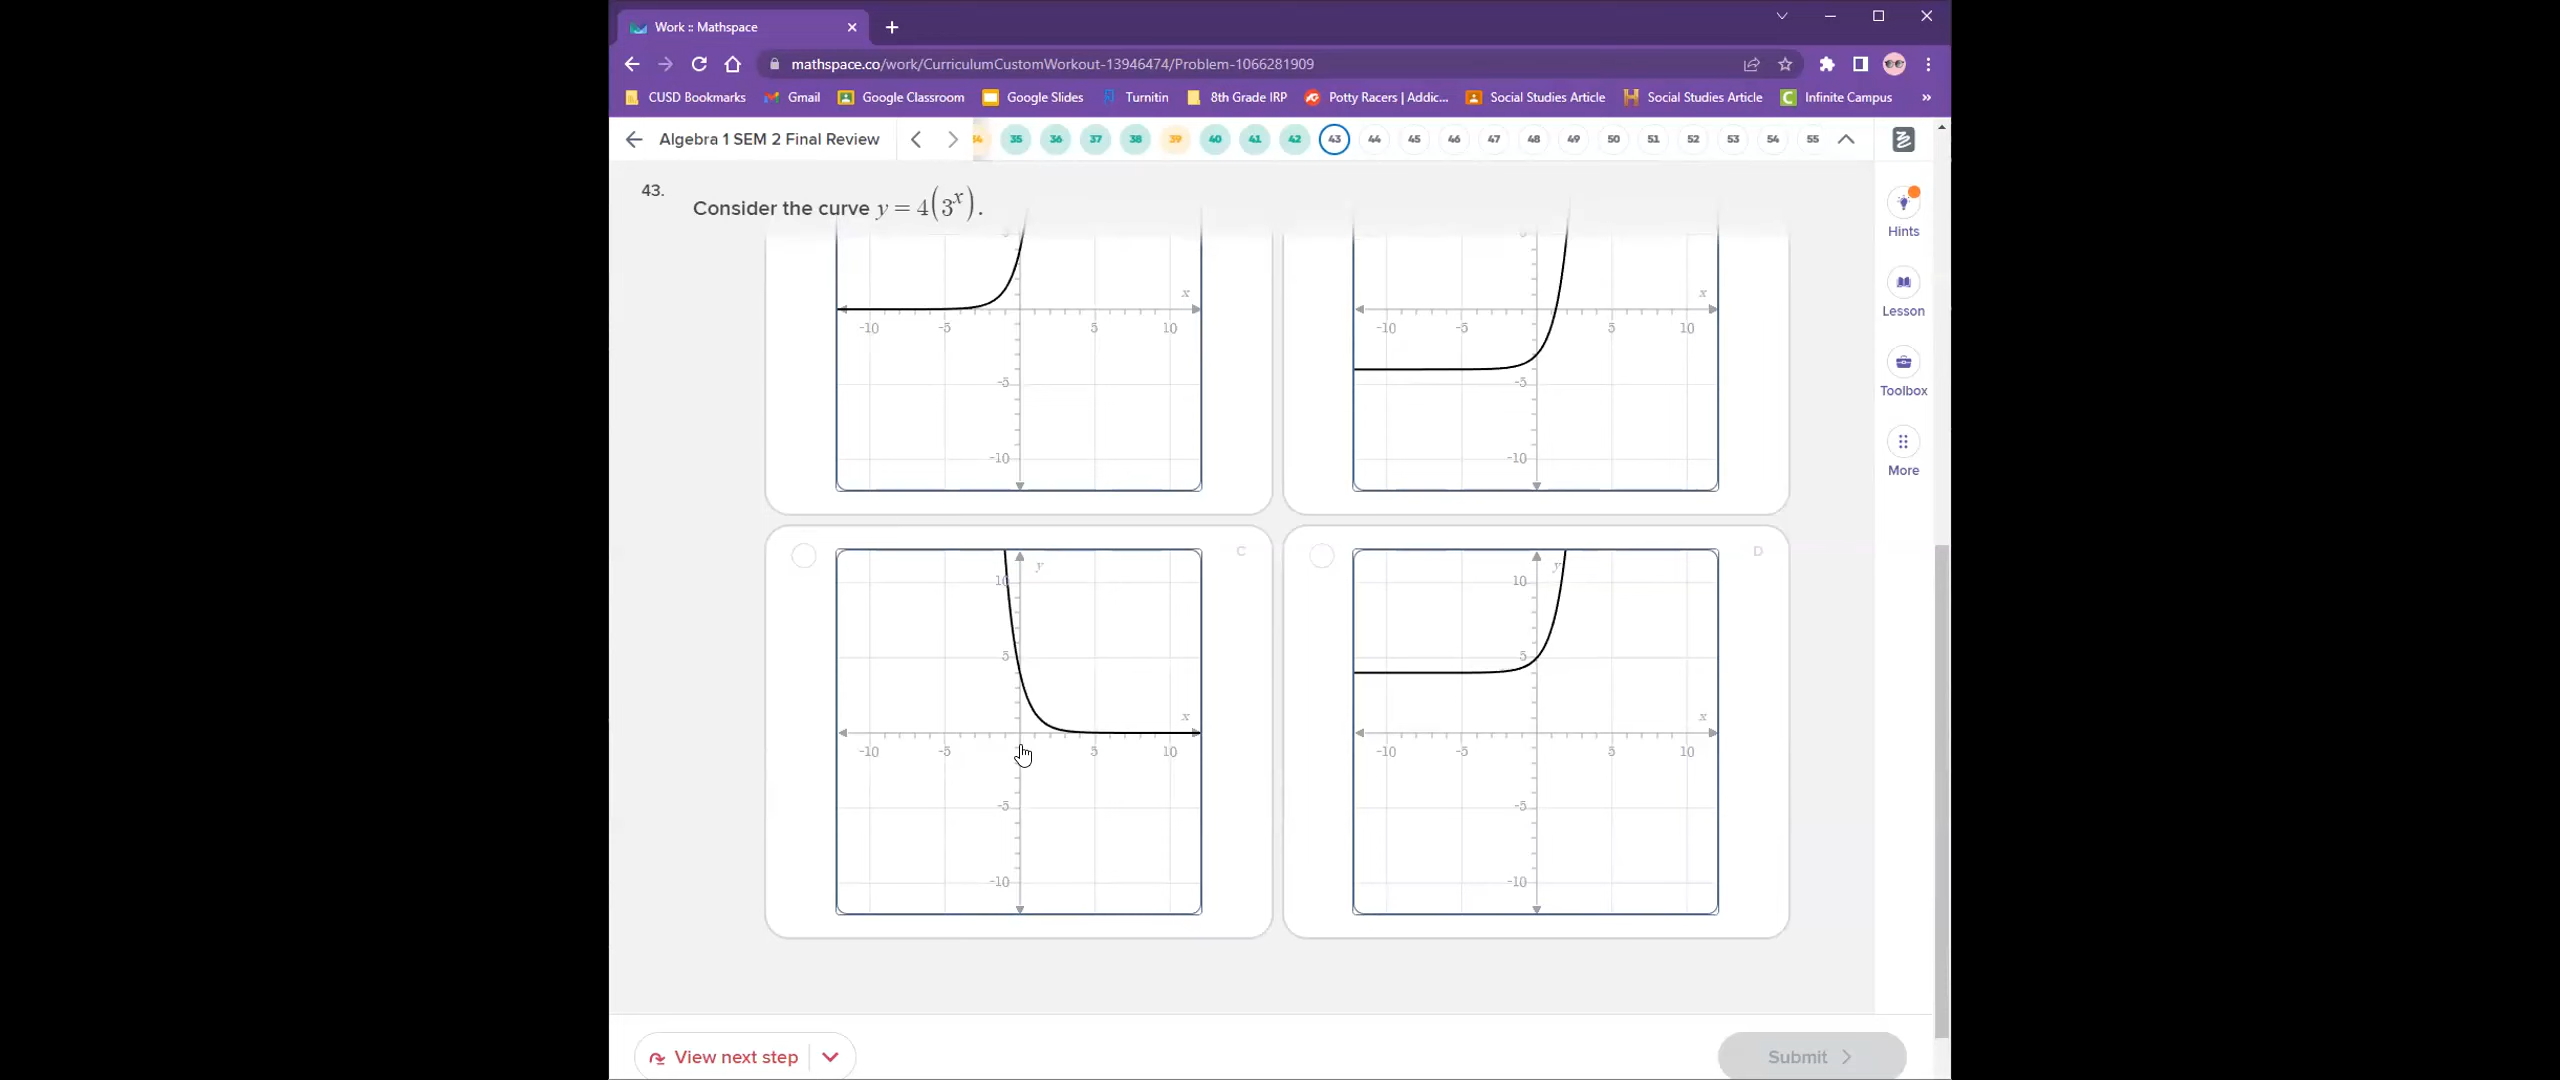 Work :: Mathspace
mathspace.co/work/CurriculumCustomWorkout-13946474/Problem-1066281909
CUSD Bookmarks Gmail Google Classroom Google Slides Turnitin 8th Grade IRP Potty Racers | Addic... Social Studies Article Social Studies Article Infinite Campus »
Algebra 1 SEM 2 Final Review 35 36 37 38 39 40 41 42 43 44 45 46 47 48 49 50 51 52 53 54 55
43.
Consider the curve y = 4(3^x).
Hints
Lesson
Toolbox
More
x
-10 -5 5 10
-5
-10
x
-10 -5 5 10
-5
-10
C
y
10
5
x
-10 -5 5 10
-5
-10
D
y
10
5
x
-10 -5 5 10
-5
-10
View next step
Submit